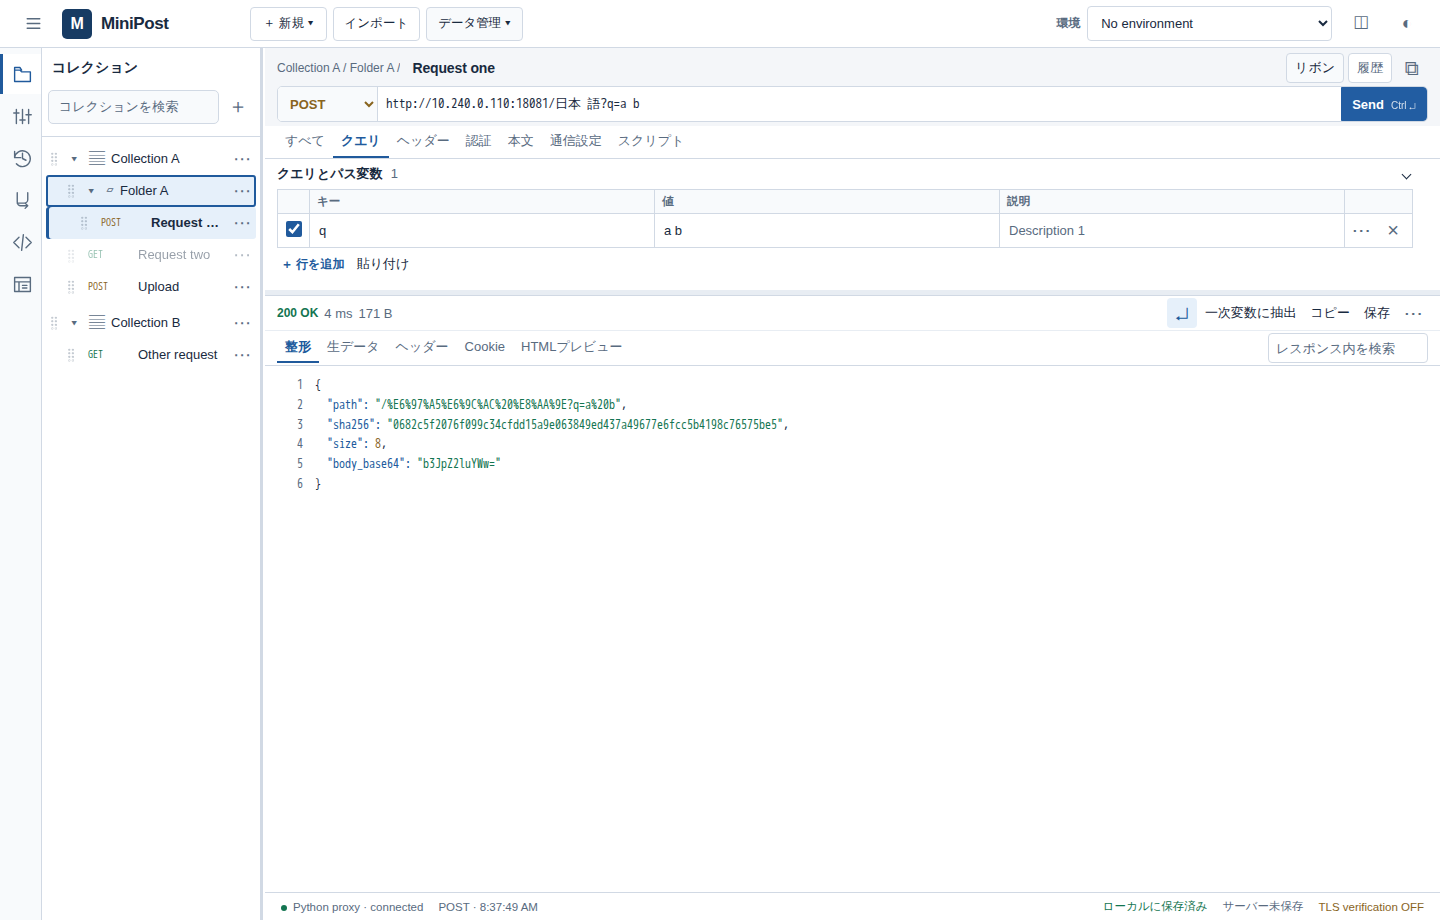 M MiniPost ＋ 新規 ▾ インポート データ管理 ▾ 環境 No environment
コレクション
コレクションを検索 +
Collection A ···
Folder A ···
POST Request … ···
GET Request two ···
POST Upload ···
Collection B ···
GET Other request ···
Collection A / Folder A / Request one リボン 履歴
POST http://10.240.0.110:18081/日本 語?q=a b Send Ctrl ⏎
すべて クエリ ヘッダー 認証 本文 通信設定 スクリプト
クエリとパス変数 1
キー 値 説明
q a b Description 1 ··· ×
+ 行を追加 貼り付け
200 OK 4 ms 171 B 一次変数に抽出 コピー 保存 ···
整形 生データ ヘッダー Cookie HTMLプレビュー レスポンス内を検索
1 {
2 "path": "/%E6%97%A5%E6%9C%AC%20%E8%AA%9E?q=a%20b",
3 "sha256": "0682c5f2076f099c34cfdd15a9e063849ed437a49677e6fcc5b4198c76575be5",
4 "size": 8,
5 "body_base64": "b3JpZ2luYWw="
6 }
Python proxy · connected POST · 8:37:49 AM ローカルに保存済み サーバー未保存 TLS verification OFF